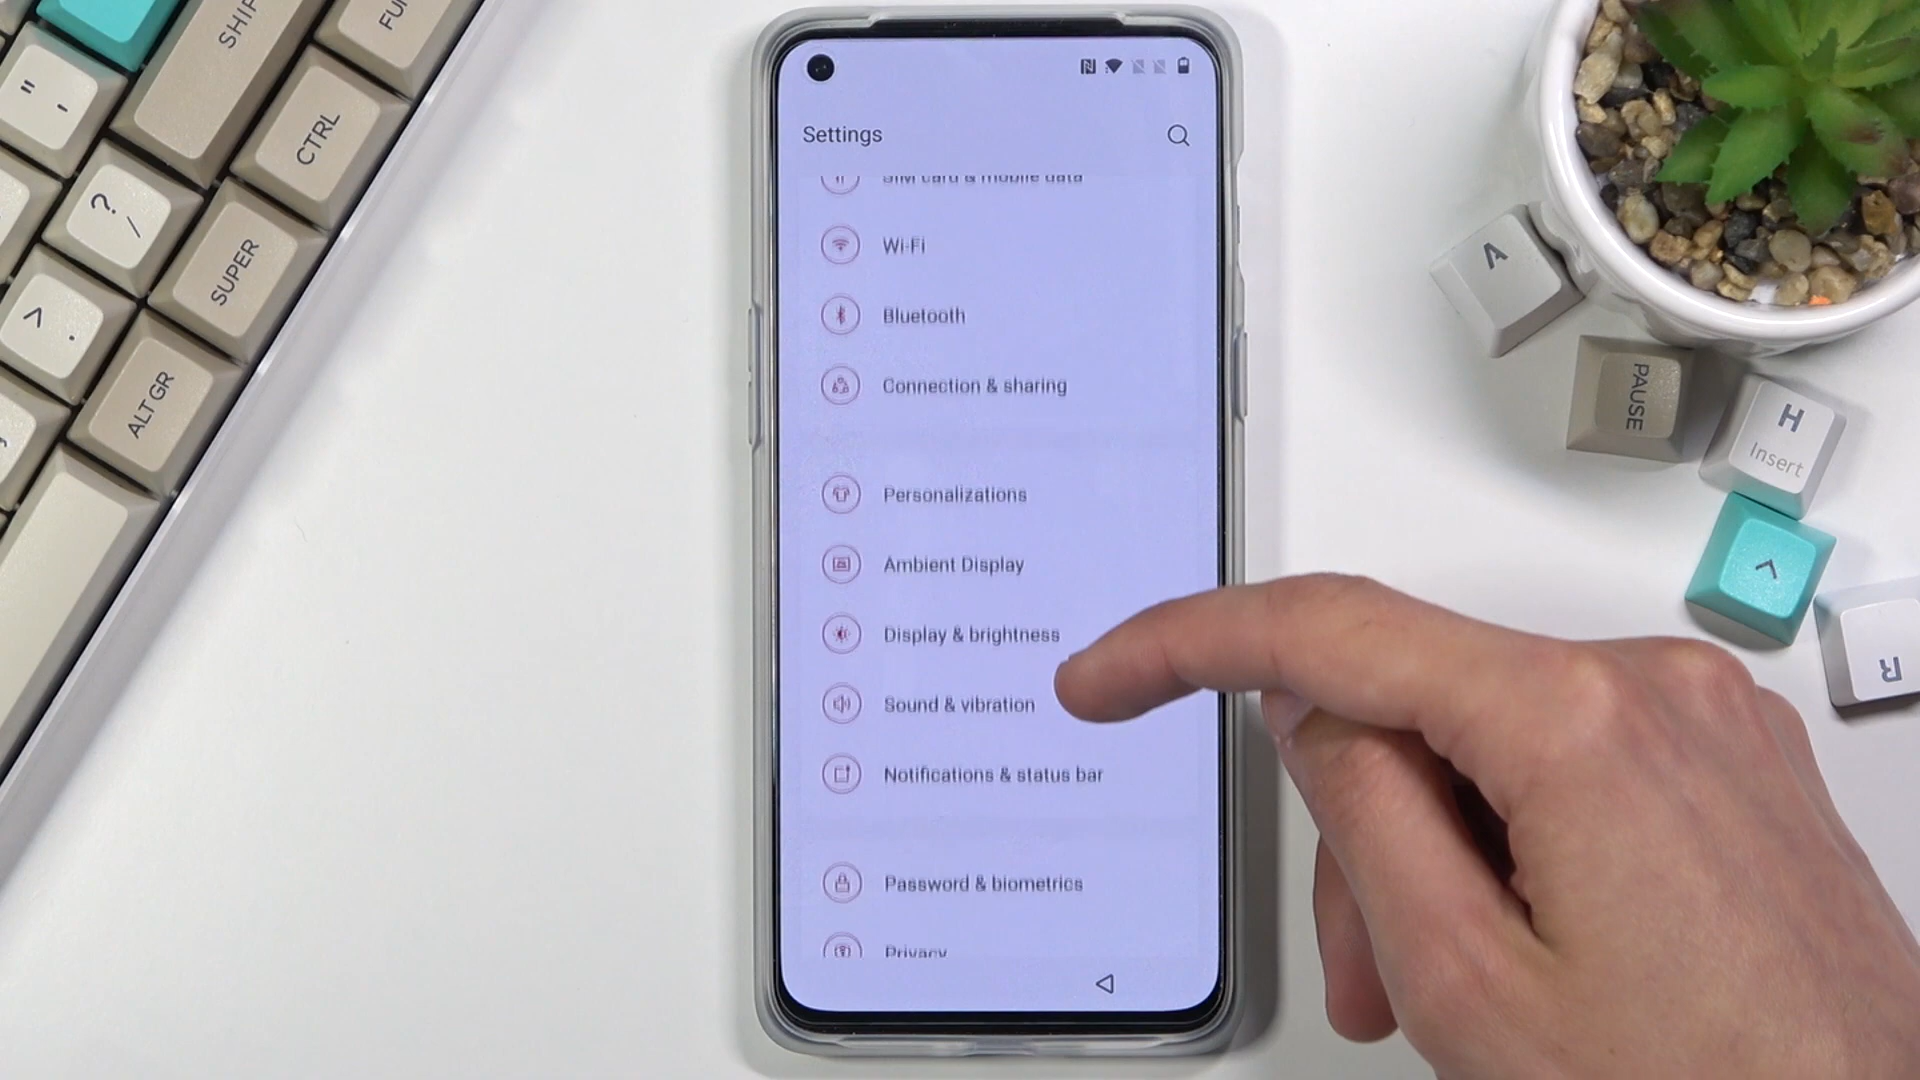 SHIF
FU
"
'
CTRL
?
/
SUPER
>
.
ALT GR
Settings
SIM card & mobile data
Wi-Fi
Bluetooth
Connection & sharing
Personalizations
Ambient Display
Display & brightness
Sound & vibration
Notifications & status bar
Password & biometrics
Privacy
A
PAUSE
H
Insert
R